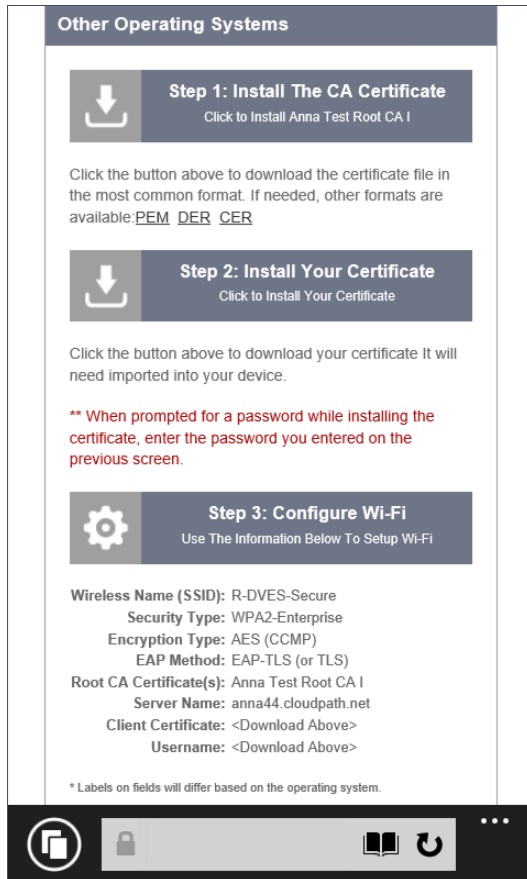 Other Operating Systems
Step 1: Install The CA Certificate
Click to Install Anna Test Root CA I
Click the button above to download the certificate file in
the most common format. If needed, other formats are
available:PEM DER CER
Step 2: Install Your Certificate
Click to Install Your Certificate
Click the button above to download your certificate It will
need imported into your device.
** When prompted for a password while installing the
certificate, enter the password you entered on the
previous screen.
Step 3: Configure Wi-Fi
Use The Information Below To Setup Wi-Fi
Wireless Name (SSID): R-DVES-Secure
Security Type: WPA2-Enterprise
Encryption Type: AES (CCMP)
EAP Method: EAP-TLS (or TLS)
Root CA Certificate(s): Anna Test Root CA I
Server Name: anna44.cloudpath.net
Client Certificate: <Download Above>
Username: <Download Above>
* Labels on fields will differ based on the operating system.